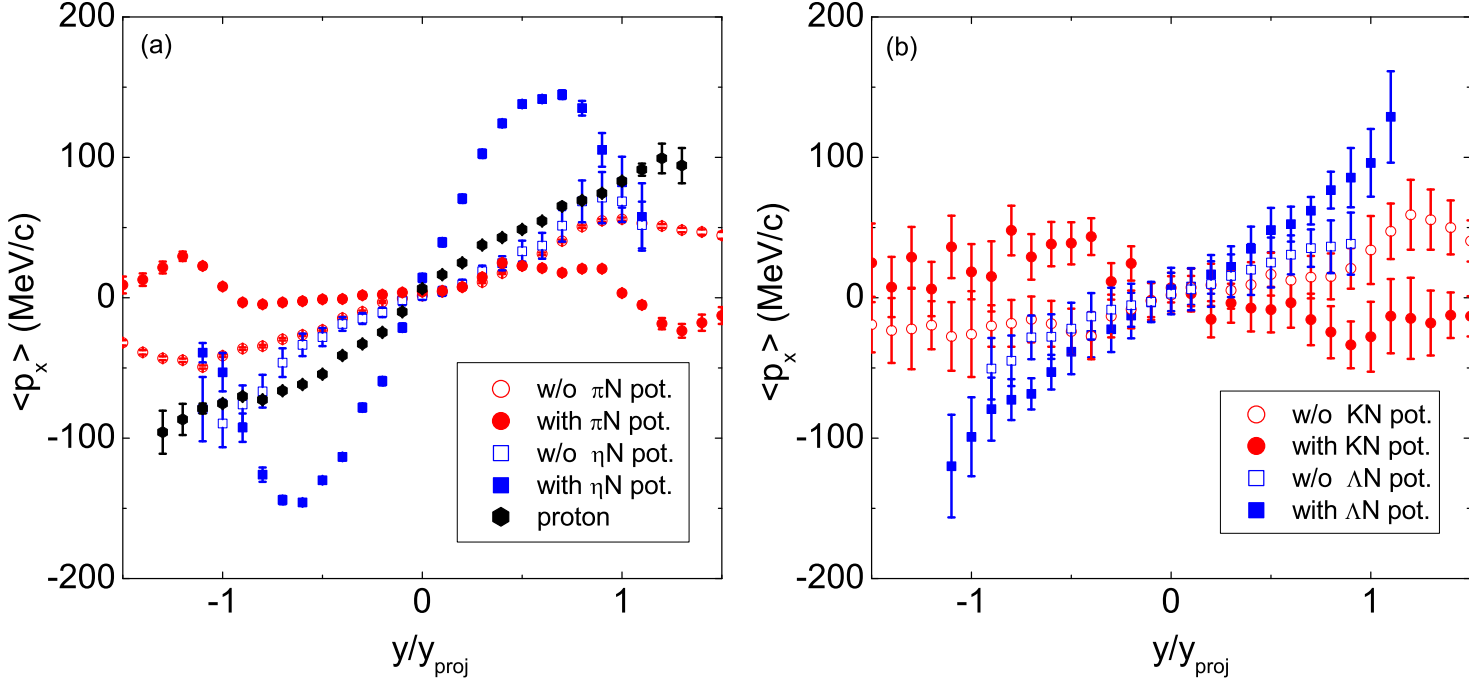 (a)
200
100
0
-100
-200
<p_x> (MeV/c)
-1 0 1
y/y_proj
w/o πN pot.
with πN pot.
w/o ηN pot.
with ηN pot.
proton
(b)
200
100
0
-100
-200
<p_x> (MeV/c)
-1 0 1
y/y_proj
w/o KN pot.
with KN pot.
w/o ΛN pot.
with ΛN pot.